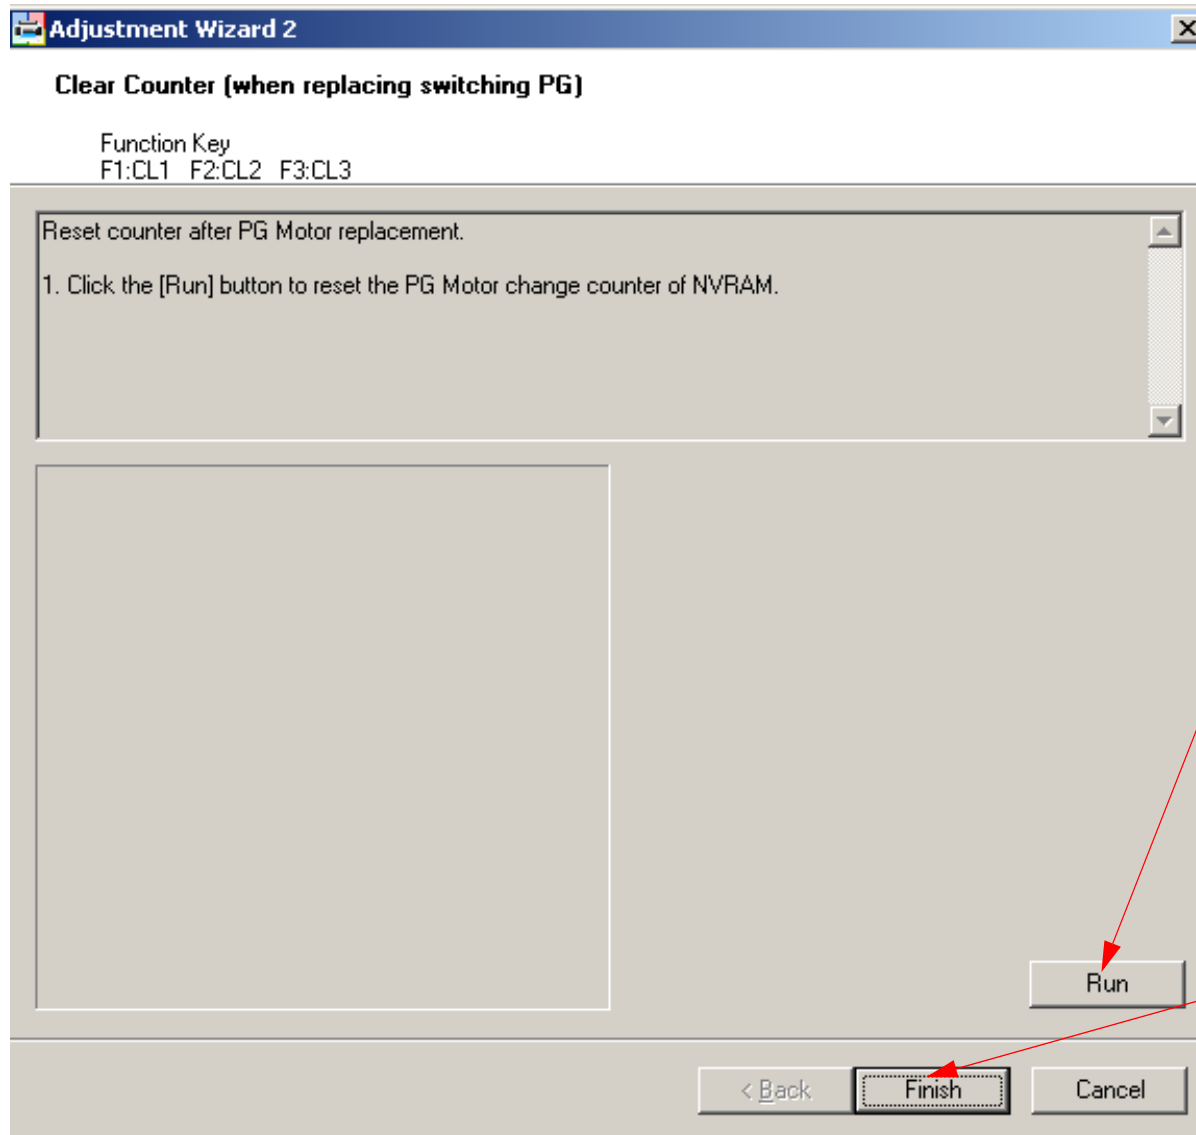 Adjustment Wizard 2
Clear Counter (when replacing switching PG)
Function Key
F1:CL1 F2:CL2 F3:CL3
Reset counter after PG Motor replacement.
1. Click the [Run] button to reset the PG Motor change counter of NVRAM.
Run
< Back Finish Cancel